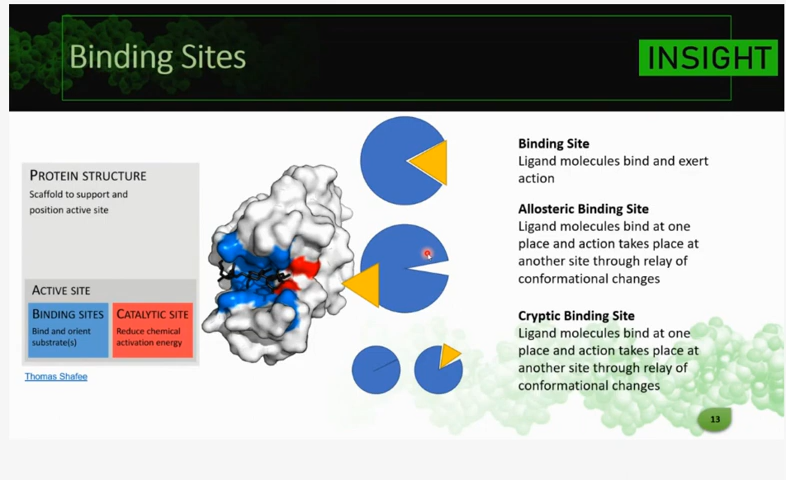 Binding Sites
INSIGHT
PROTEIN STRUCTURE
Scaffold to support and
position active site
ACTIVE SITE
BINDING SITES
Bind and orient
substrate(s)
CATALYTIC SITE
Reduce chemical
activation energy
Thomas Shafee
Binding Site
Ligand molecules bind and exert
action
Allosteric Binding Site
Ligand molecules bind at one
place and action takes place at
another site through relay of
conformational changes
Cryptic Binding Site
Ligand molecules bind at one
place and action takes place at
another site through relay of
conformational changes
13